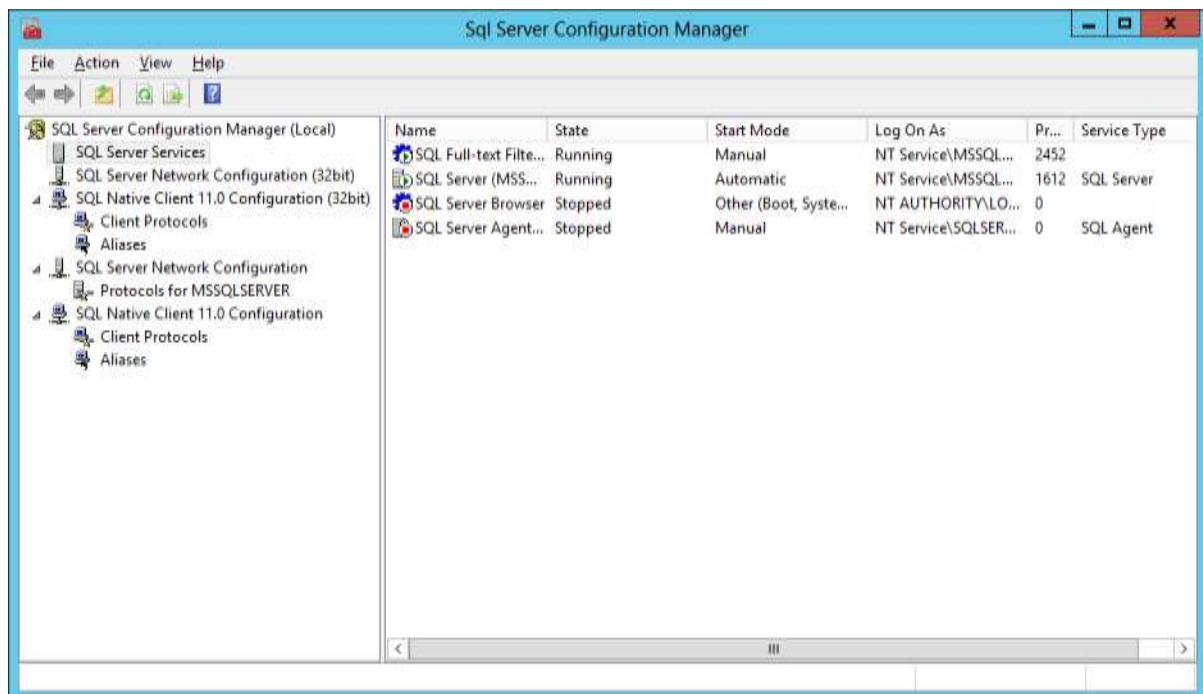 Sql Server Configuration Manager
File Action View Help
SQL Server Configuration Manager (Local)
SQL Server Services
SQL Server Network Configuration (32bit)
SQL Native Client 11.0 Configuration (32bit)
Client Protocols
Aliases
SQL Server Network Configuration
Protocols for MSSQLSERVER
SQL Native Client 11.0 Configuration
Client Protocols
Aliases
Name State Start Mode Log On As Pr... Service Type
SQL Full-text Filte... Running Manual NT Service\MSSQL... 2452
SQL Server (MSS... Running Automatic NT Service\MSSQL... 1612 SQL Server
SQL Server Browser Stopped Other (Boot, Syste... NT AUTHORITY\LO... 0
SQL Server Agent... Stopped Manual NT Service\SQLSER... 0 SQL Agent